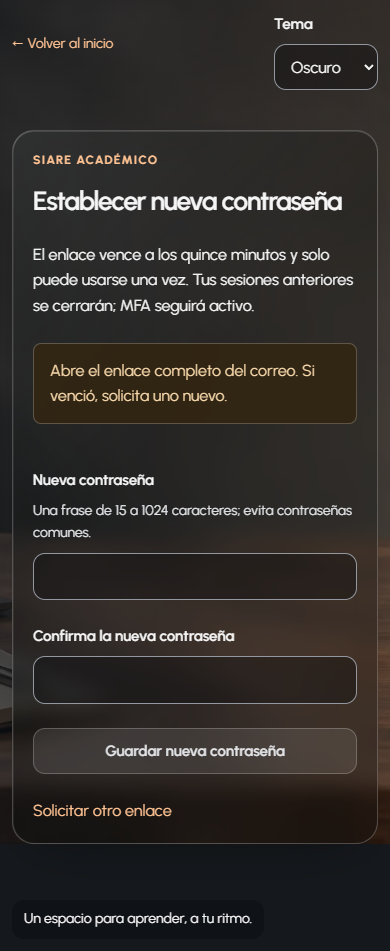 ← Volver al inicio
Tema
Oscuro
SIARE ACADÉMICO
Establecer nueva contraseña
El enlace vence a los quince minutos y solo
puede usarse una vez. Tus sesiones anteriores
se cerrarán; MFA seguirá activo.
Abre el enlace completo del correo. Si
venció, solicita uno nuevo.
Nueva contraseña
Una frase de 15 a 1024 caracteres; evita contraseñas
comunes.
Confirma la nueva contraseña
Guardar nueva contraseña
Solicitar otro enlace
Un espacio para aprender, a tu ritmo.